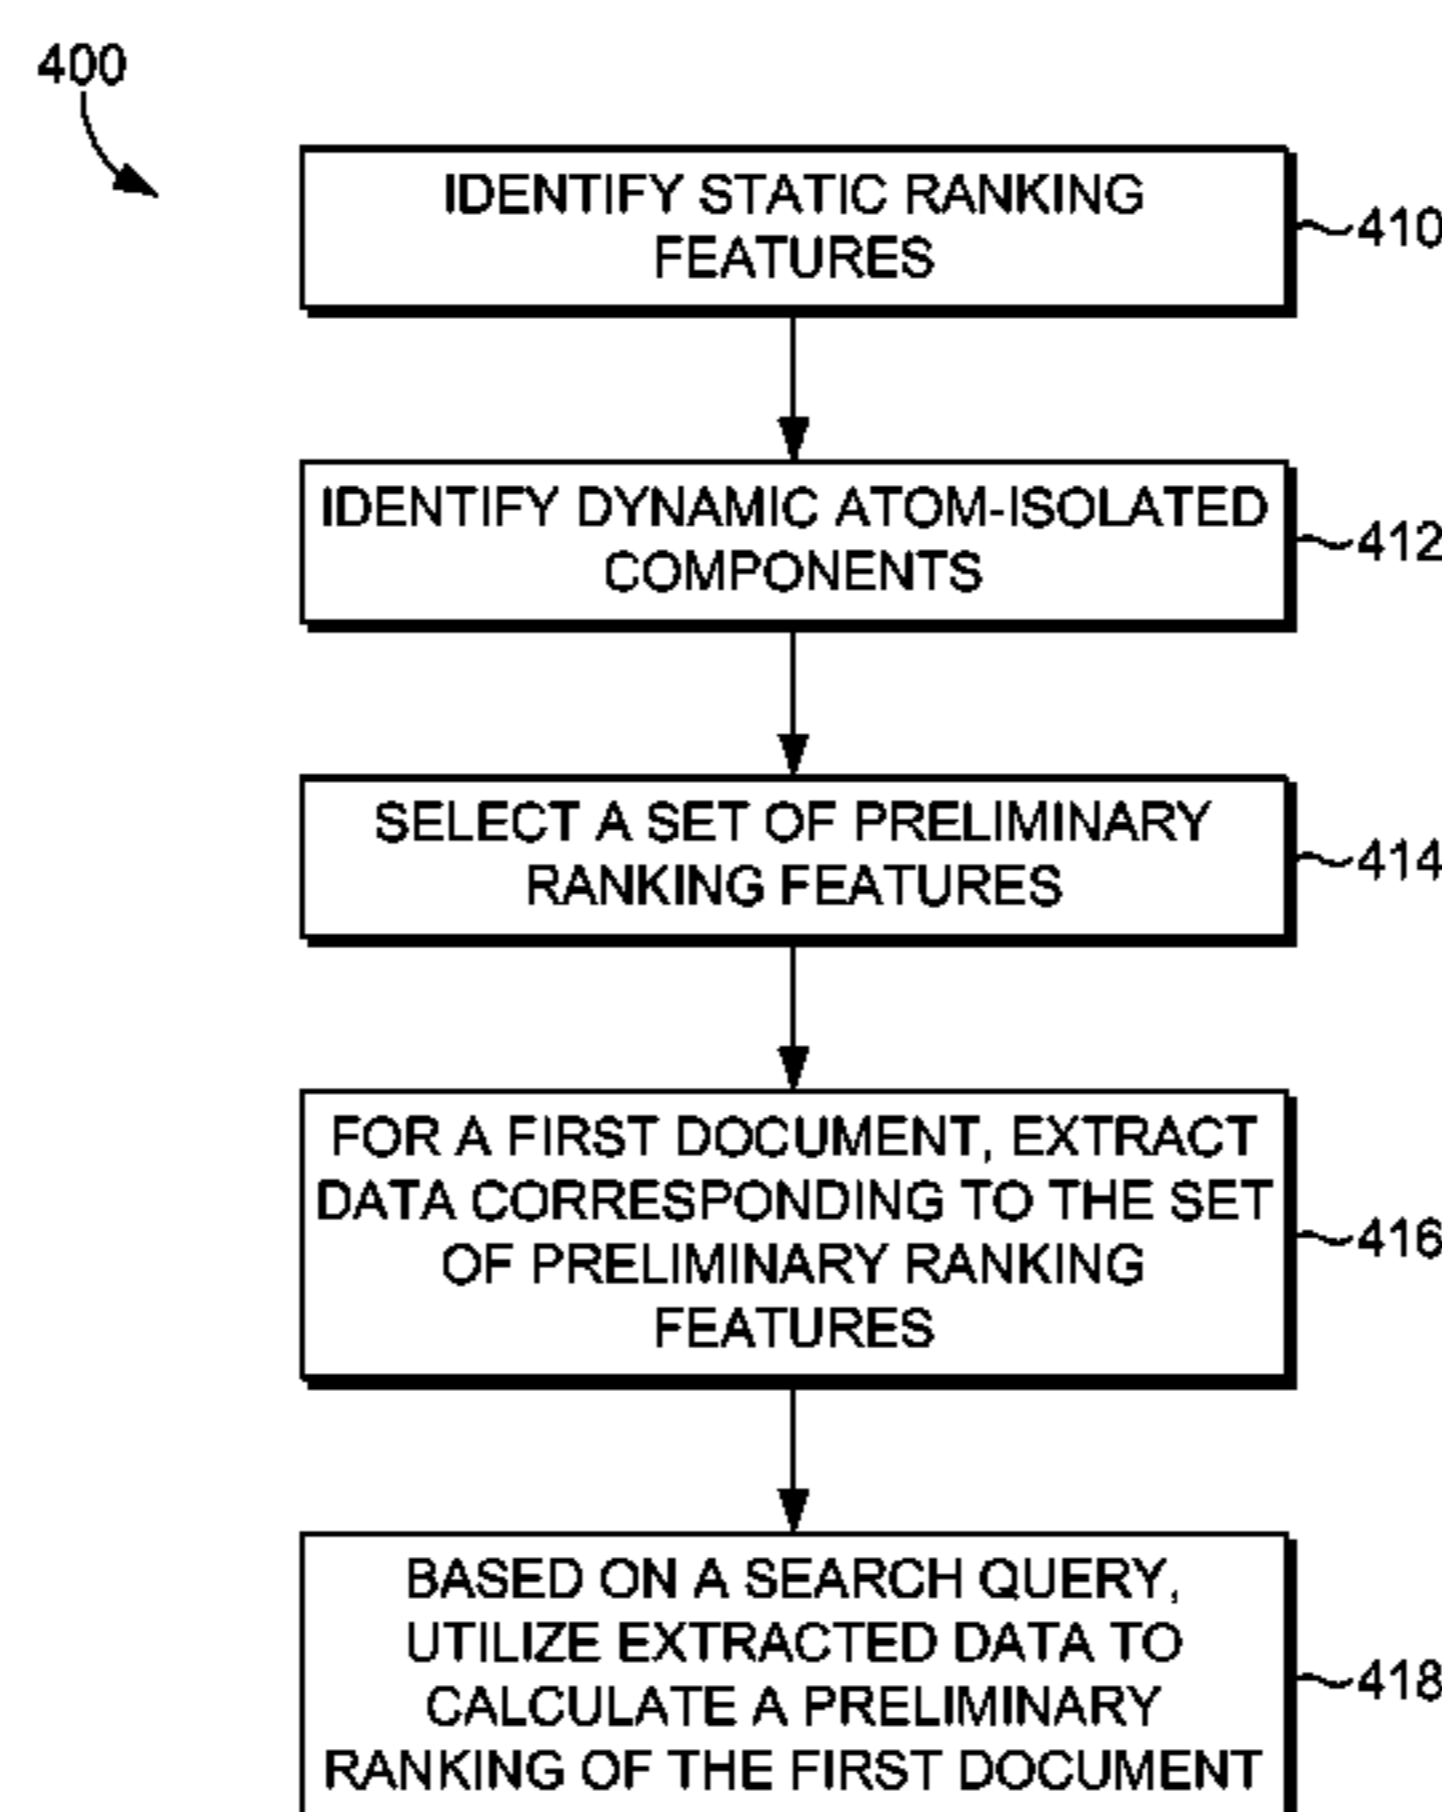 400
IDENTIFY STATIC RANKING
FEATURES
410
IDENTIFY DYNAMIC ATOM-ISOLATED
COMPONENTS
412
SELECT A SET OF PRELIMINARY
RANKING FEATURES
414
FOR A FIRST DOCUMENT, EXTRACT
DATA CORRESPONDING TO THE SET
OF PRELIMINARY RANKING
FEATURES
416
BASED ON A SEARCH QUERY,
UTILIZE EXTRACTED DATA TO
CALCULATE A PRELIMINARY
RANKING OF THE FIRST DOCUMENT
418